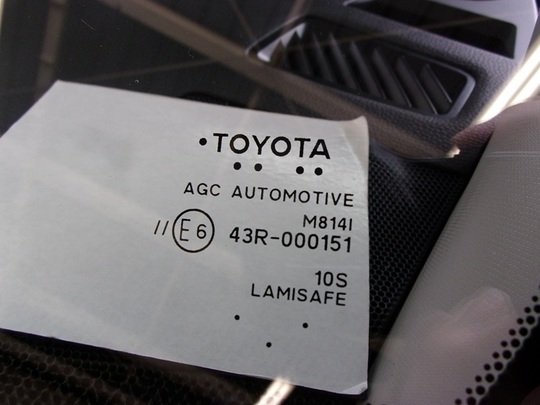 TOYOTA
AGC AUTOMOTIVE
M814I
// E6 43R-000151
10S
LAMISAFE